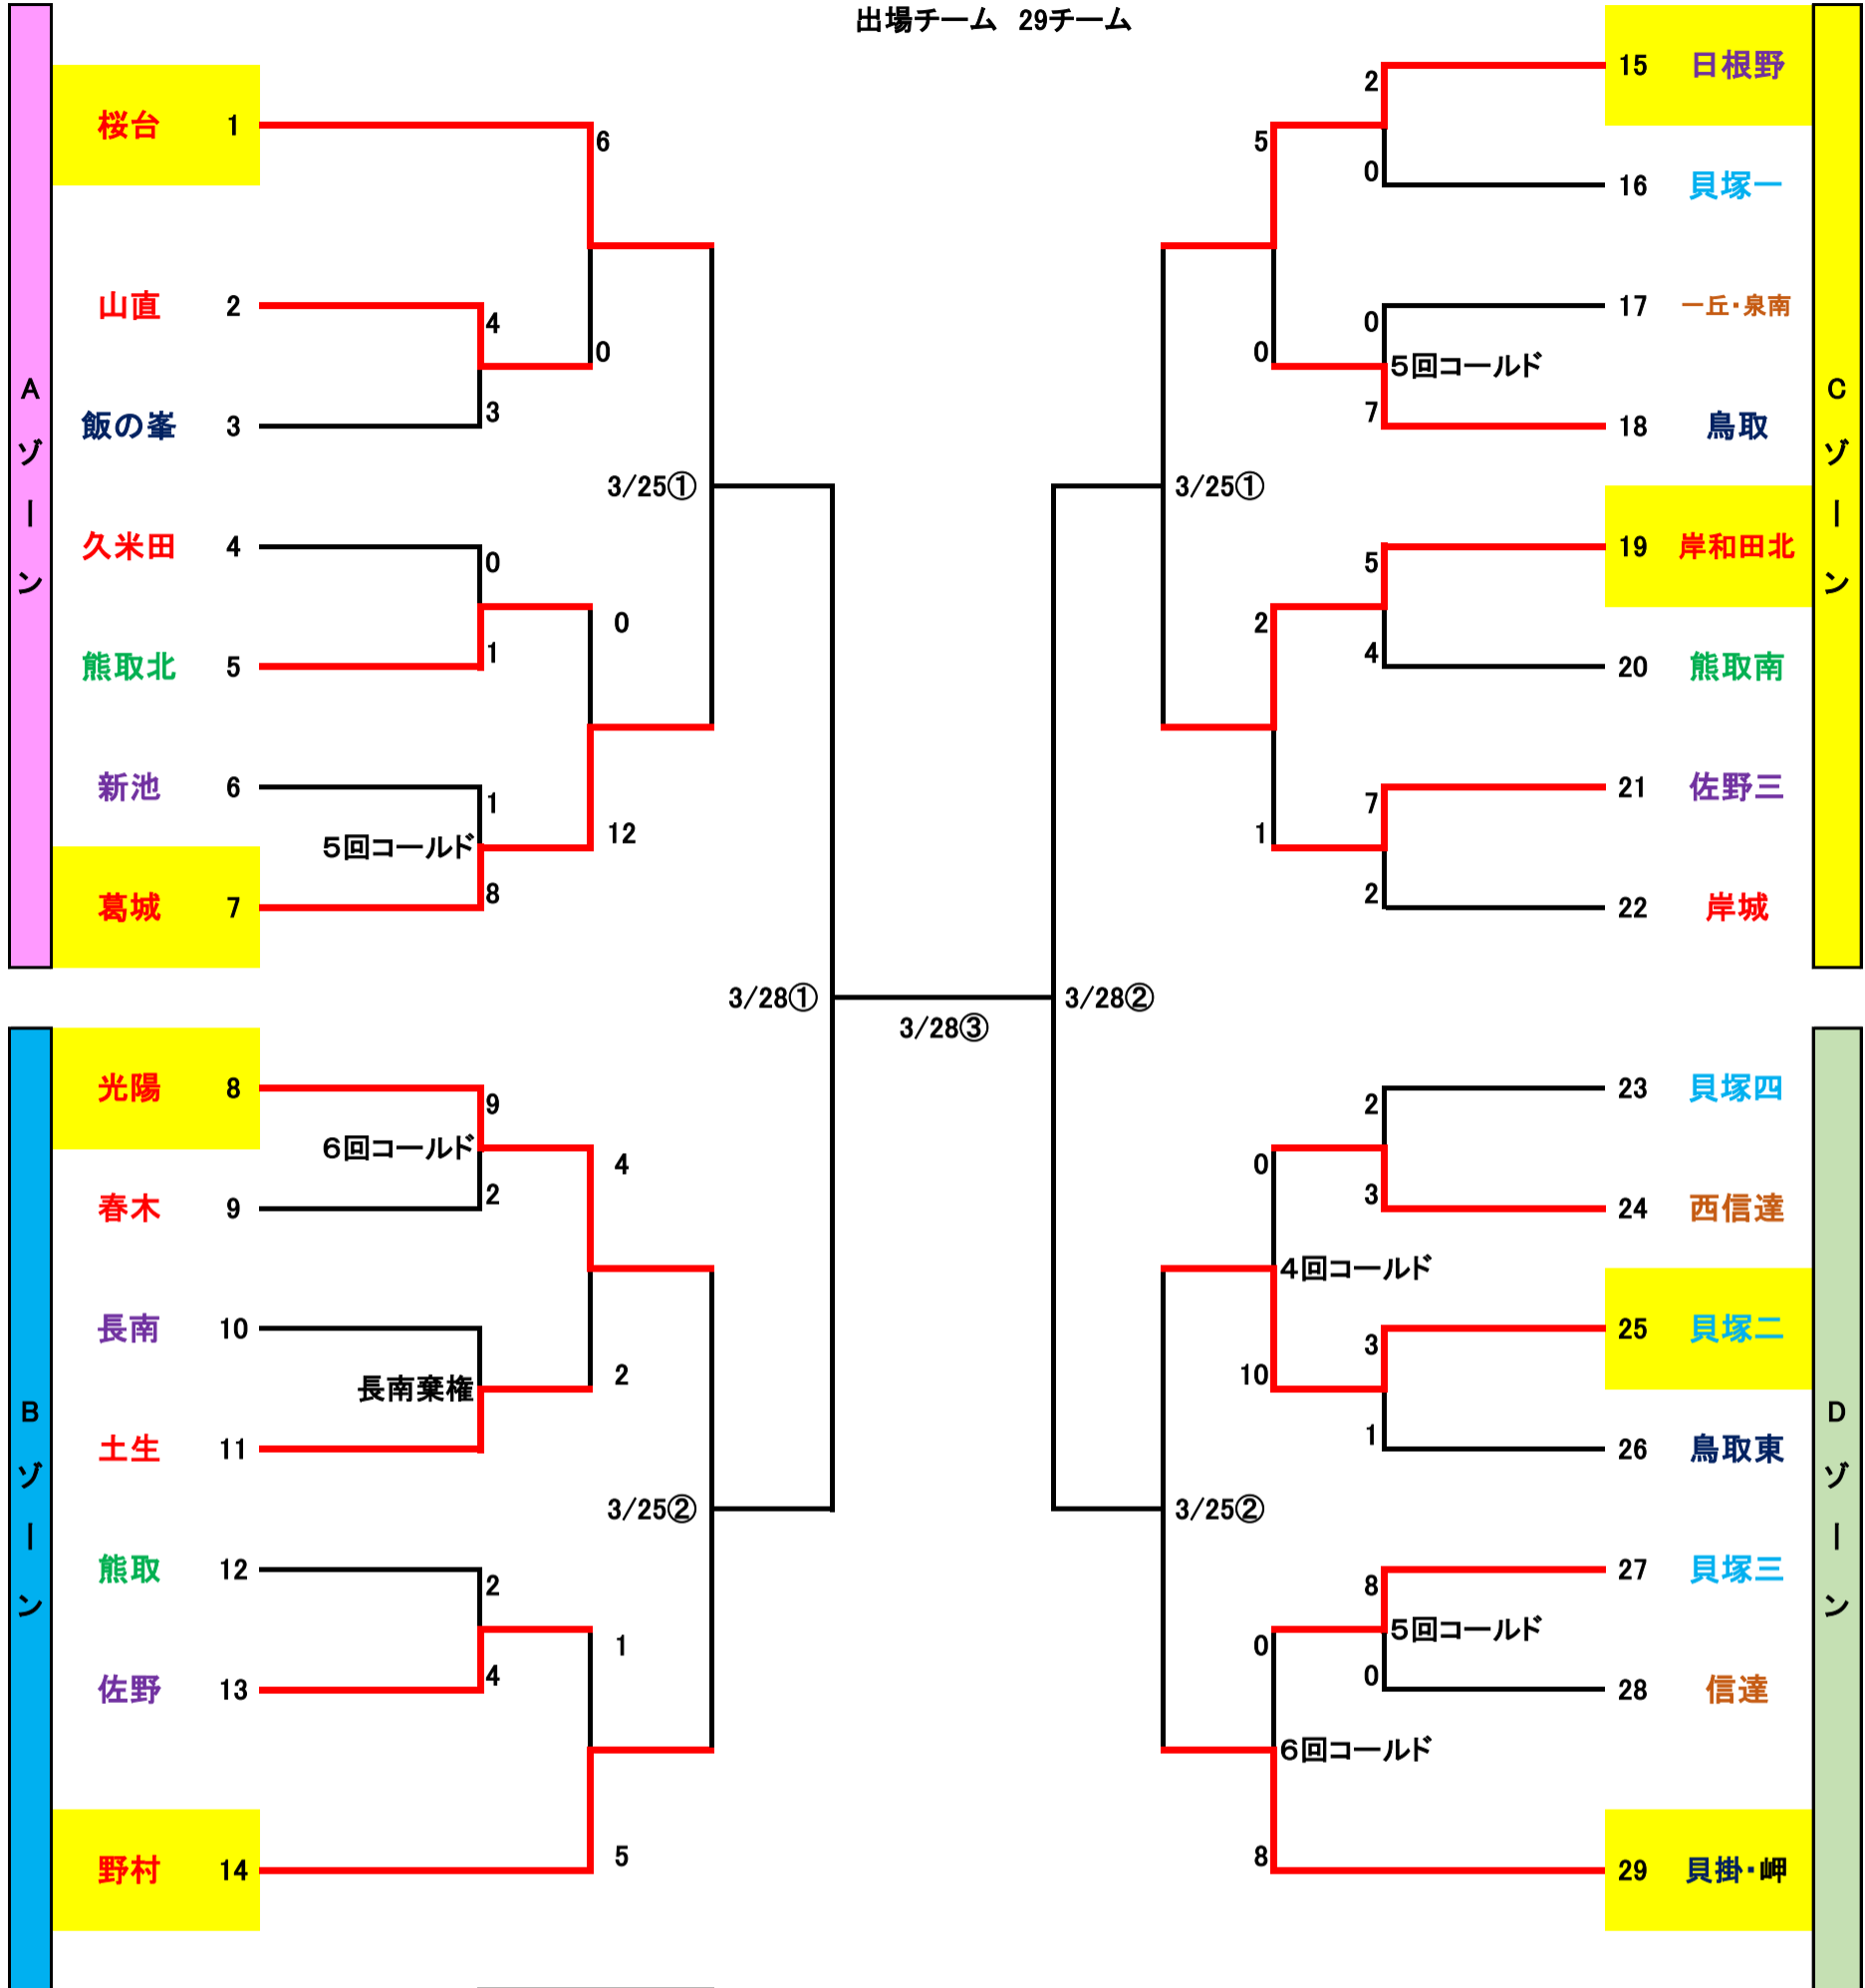 出場チーム 29チーム
Aゾーン
桜台 1
6
山直 2
4
0
飯の峯 3
3
3/25①
久米田 4
0
0
熊取北 5
1
新池 6
1
5回コールド
12
葛城 7
8
Bゾーン
光陽 8
9
6回コールド
4
春木 9
2
長南 10
2
長南棄権
土生 11
3/25②
熊取 12
2
1
佐野 13
4
野村 14
5
3/28①
3/28③
3/28②
Cゾーン
15 日根野
2
5
0
16 貝塚一
17 一丘・泉南
0
0
5回コールド
7
18 鳥取
3/25①
19 岸和田北
5
2
4
20 熊取南
21 佐野三
7
1
2
22 岸城
Dゾーン
23 貝塚四
2
0
3
24 西信達
4回コールド
25 貝塚二
3
10
1
26 鳥取東
3/25②
27 貝塚三
8
5回コールド
0
0
28 信達
6回コールド
8
29 貝掛・岬